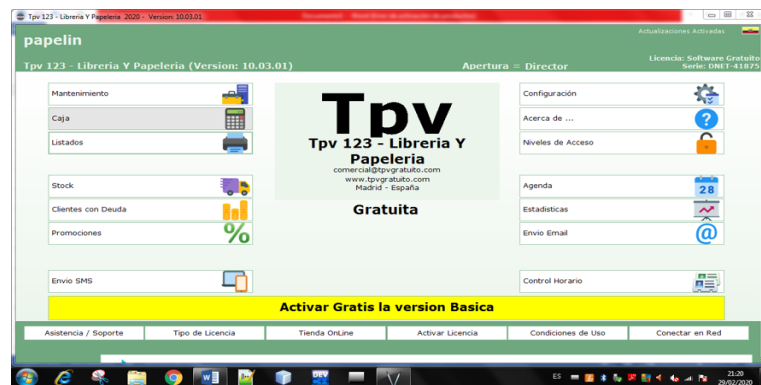 Tpv 123 - Libreria Y Papeleria 2020 - Version: 10.03.01
papelin
Actualizaciones Activadas
Tpv 123 - Libreria Y Papeleria (Version: 10.03.01)
Apertura = Director
Licencia: Software Gratuito
Serie: DNET-41875
Mantenimiento
Caja
Listados
Stock
Clientes con Deuda
Promociones
Envio SMS
Tpv
Tpv 123 - Libreria Y
Papeleria
comercial@tpvgratuito.com
www.tpvgratuito.com
Madrid - España
Gratuita
Configuración
Acerca de ...
Niveles de Acceso
Agenda
28
Estadisticas
Envio Email
Control Horario
Activar Gratis la version Basica
Asistencia / Soporte
Tipo de Licencia
Tienda OnLine
Activar Licencia
Condiciones de Uso
Conectar en Red
DEV
ES
21:20
29/02/2020